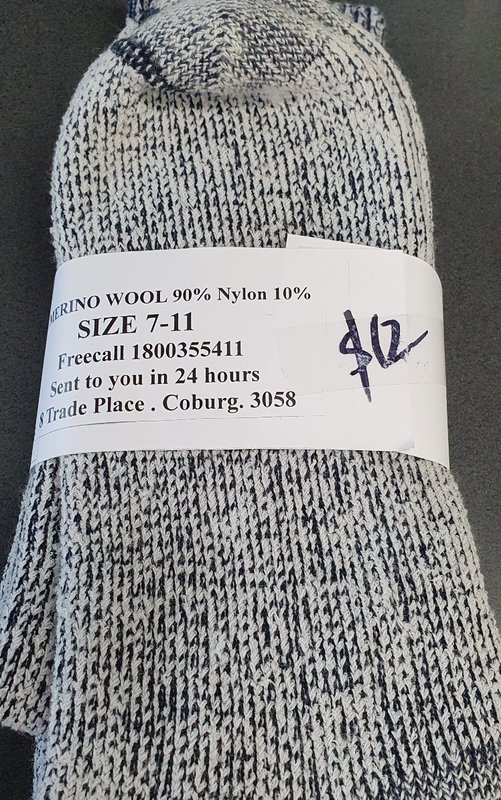 MERINO WOOL 90% Nylon 10%
SIZE 7-11
Freecall 1800355411
Sent to you in 24 hours
8 Trade Place . Coburg. 3058
$12